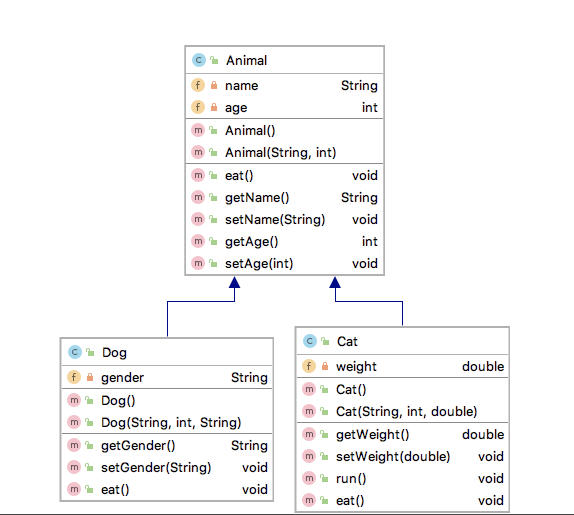 Animal
name String
age int
Animal()
Animal(String, int)
eat() void
getName() String
setName(String) void
getAge() int
setAge(int) void
Dog
gender String
Dog()
Dog(String, int, String)
getGender() String
setGender(String) void
eat() void
Cat
weight double
Cat()
Cat(String, int, double)
getWeight() double
setWeight(double) void
run() void
eat() void